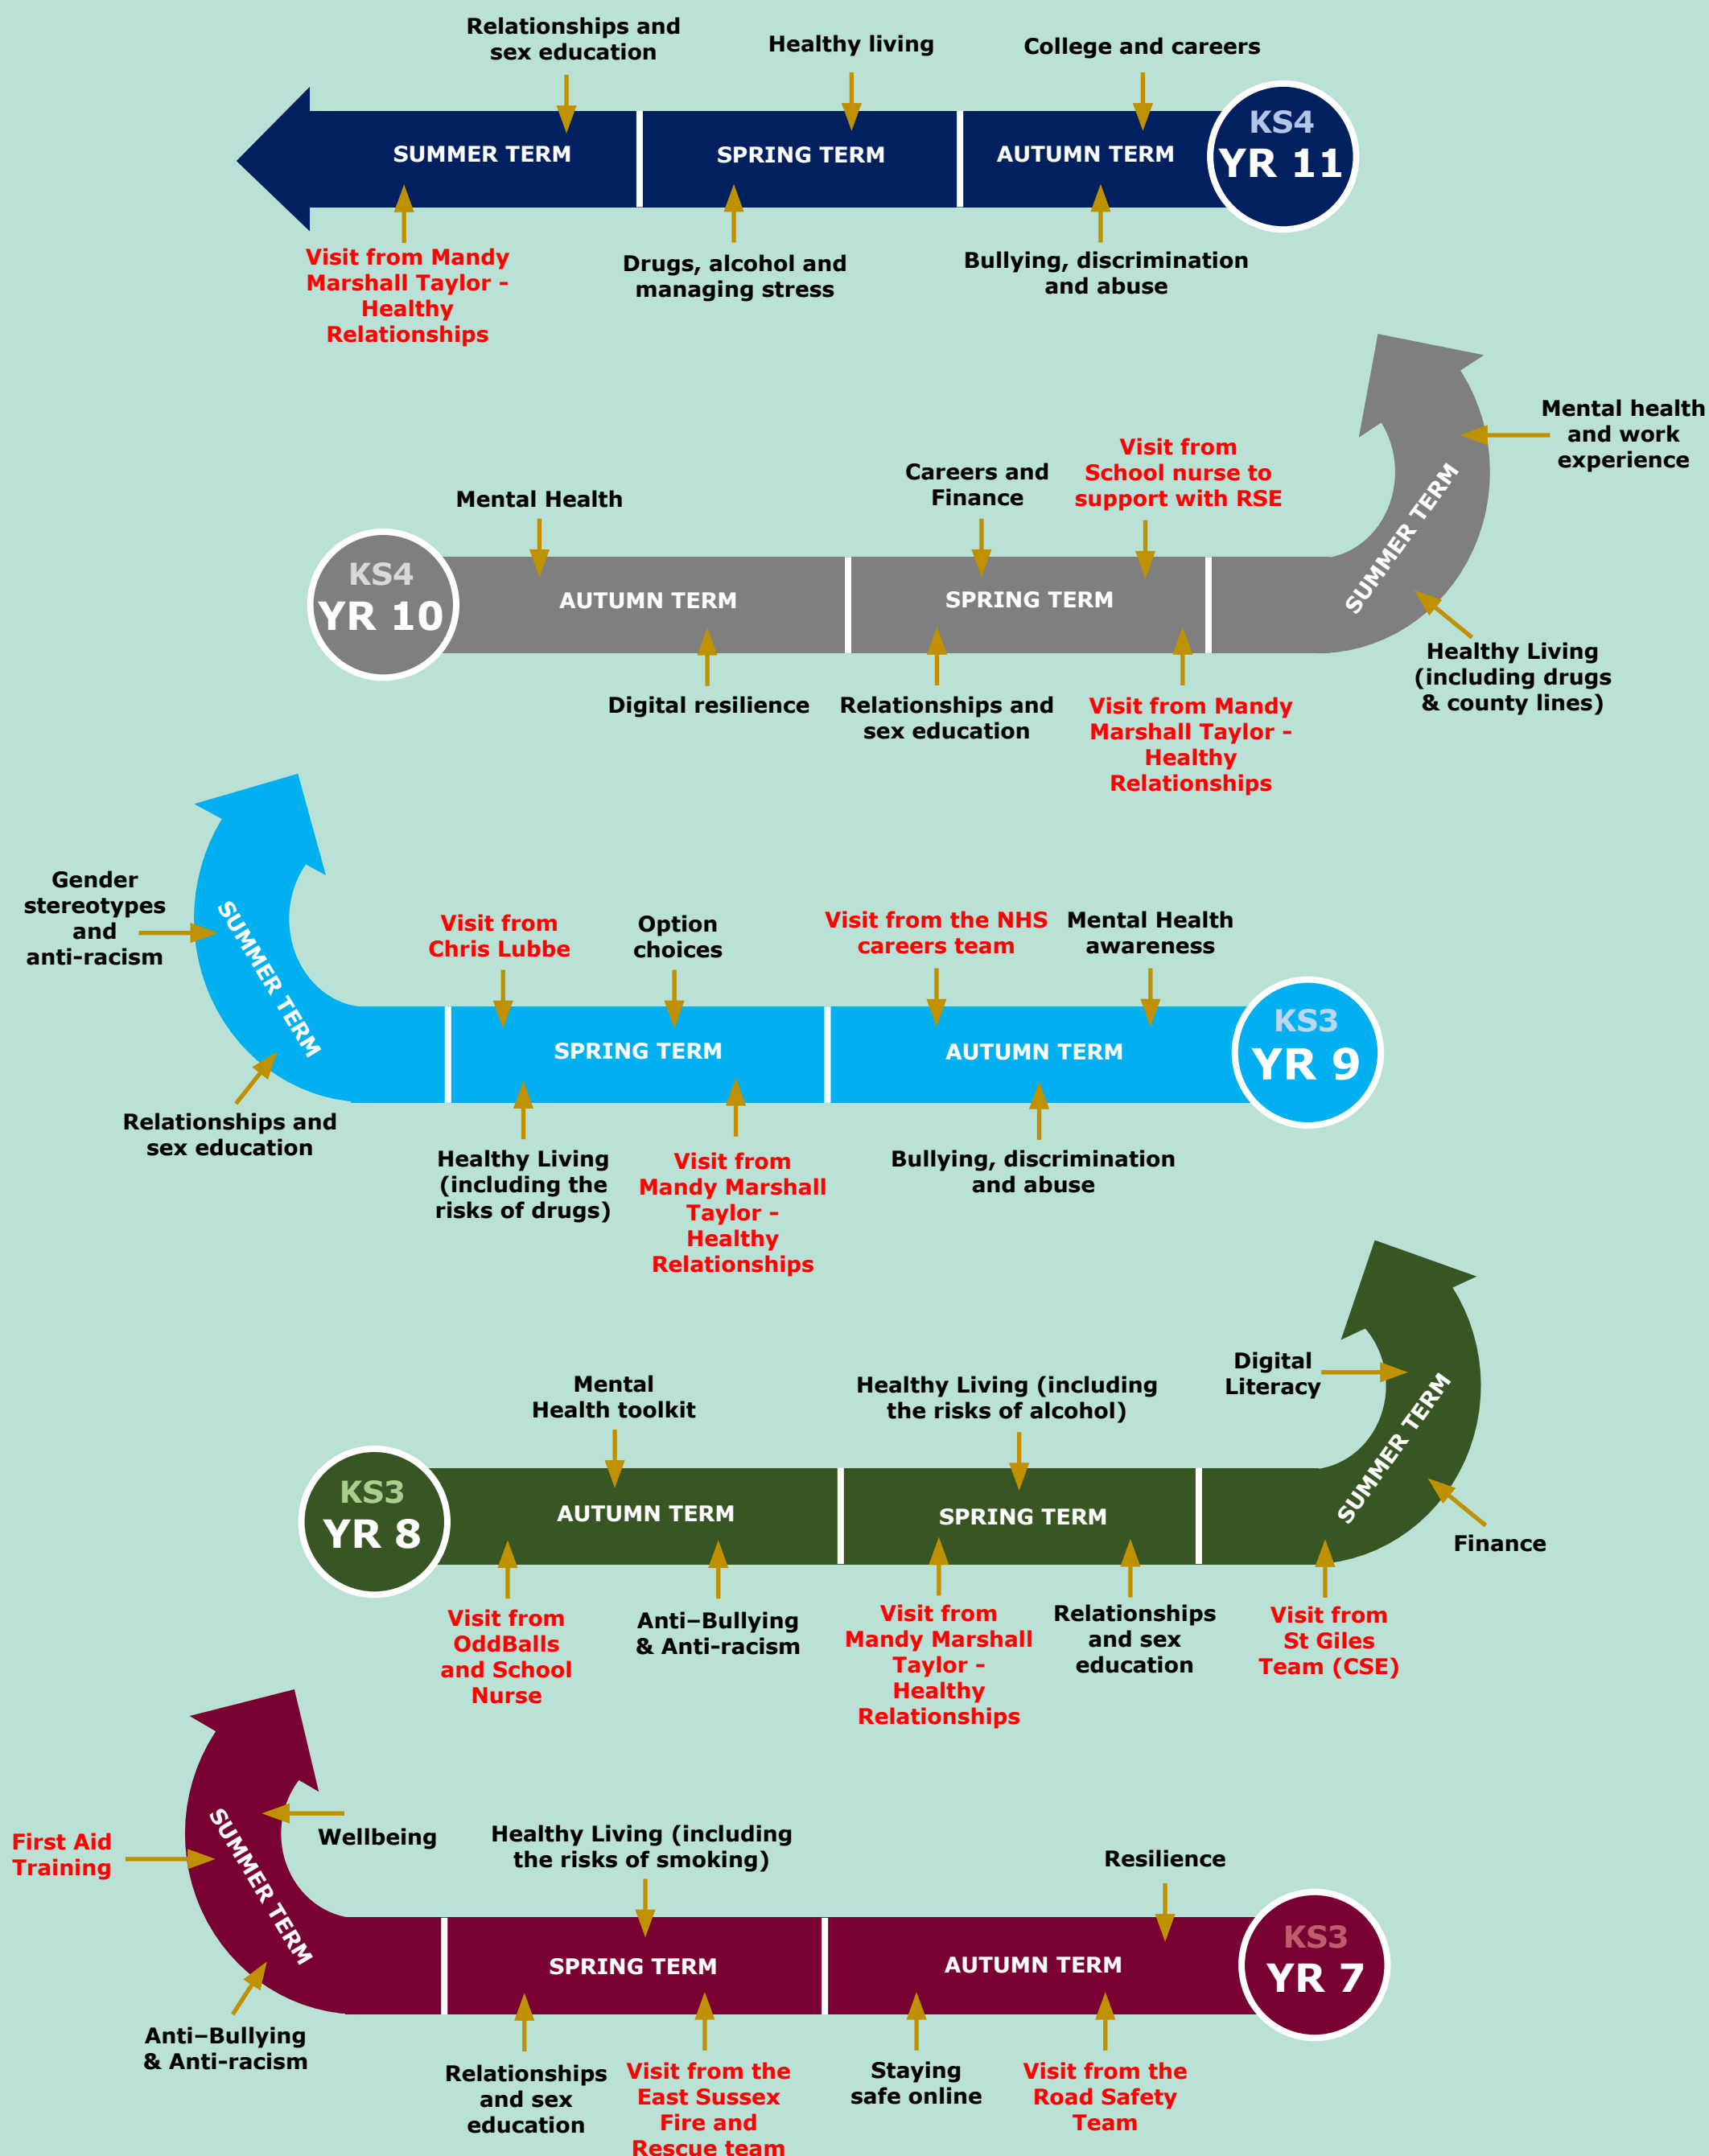 Relationships and
sex education
Healthy living
College and careers
SUMMER TERM
SPRING TERM
AUTUMN TERM
KS4
YR 11
Visit from Mandy
Marshall Taylor -
Healthy
Relationships
Drugs, alcohol and
managing stress
Bullying, discrimination
and abuse
Mental health
and work
experience
Mental Health
Careers and
Finance
Visit from
School nurse to
support with RSE
KS4
YR 10
AUTUMN TERM
SPRING TERM
SUMMER TERM
Digital resilience
Relationships and
sex education
Visit from Mandy
Marshall Taylor -
Healthy
Relationships
Healthy Living
(including drugs
& county lines)
Gender
stereotypes
and
anti-racism
Visit from
Chris Lubbe
Option
choices
Visit from the NHS
careers team
Mental Health
awareness
SUMMER TERM
SPRING TERM
AUTUMN TERM
KS3
YR 9
Relationships and
sex education
Healthy Living
(including the
risks of drugs)
Visit from
Mandy Marshall
Taylor -
Healthy
Relationships
Bullying, discrimination
and abuse
Mental
Health toolkit
Healthy Living (including
the risks of alcohol)
Digital
Literacy
KS3
YR 8
AUTUMN TERM
SPRING TERM
SUMMER TERM
Finance
Visit from
OddBalls
and School
Nurse
Anti–Bullying
& Anti-racism
Visit from
Mandy Marshall
Taylor -
Healthy
Relationships
Relationships
and sex
education
Visit from
St Giles
Team (CSE)
First Aid
Training
Wellbeing
Healthy Living (including
the risks of smoking)
Resilience
SUMMER TERM
SPRING TERM
AUTUMN TERM
KS3
YR 7
Anti–Bullying
& Anti-racism
Relationships
and sex
education
Visit from the
East Sussex
Fire and
Rescue team
Staying
safe online
Visit from the
Road Safety
Team